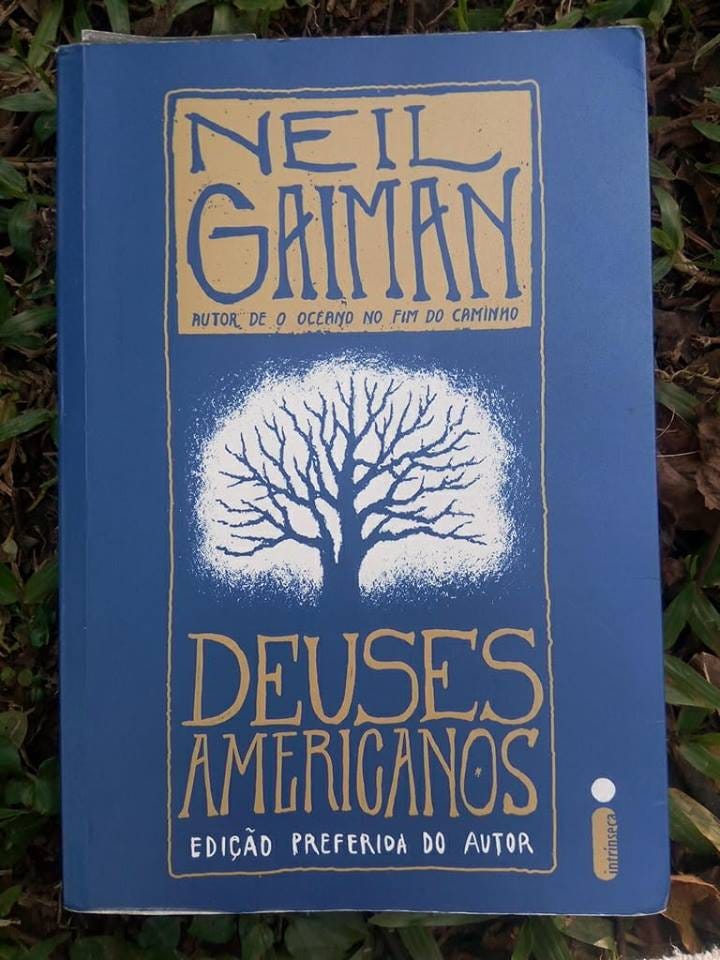 NEIL
GAIMAN
AUTOR DE O OCEANO NO FIM DO CAMINHO
DEUSES
AMERICANOS
EDIÇÃO PREFERIDA DO AUTOR
intrínseca